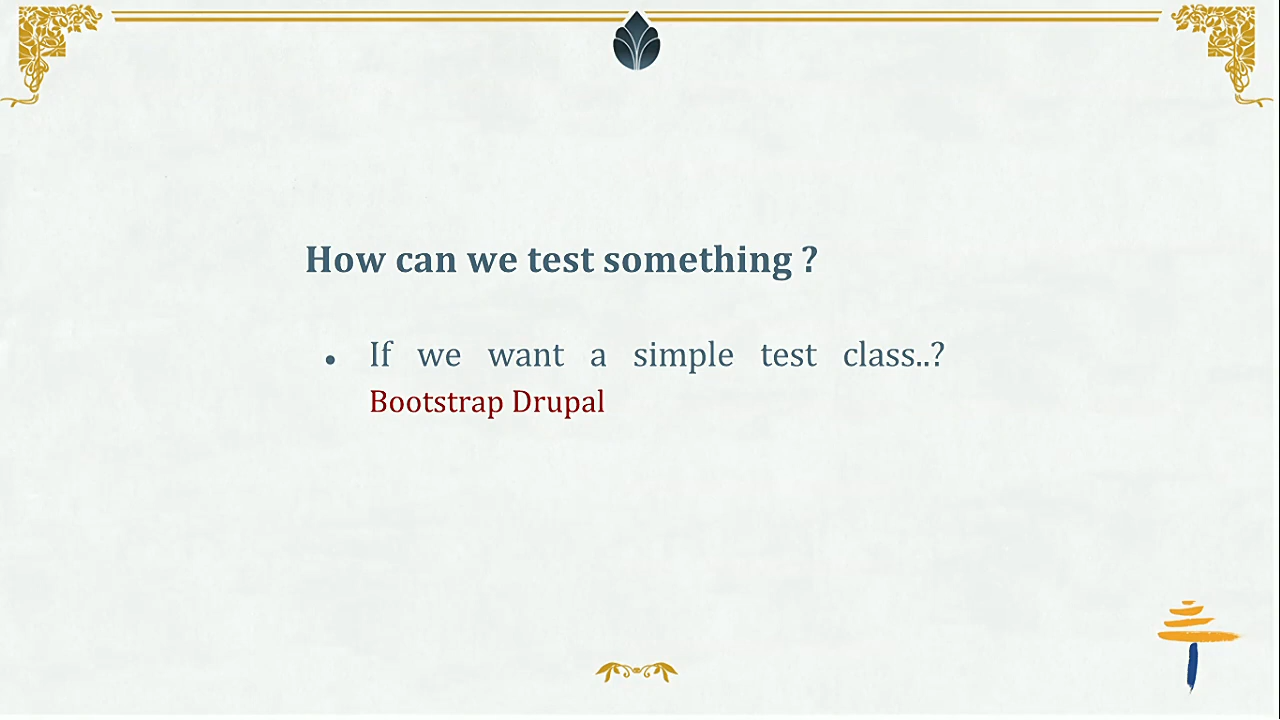 How can we test something ?
• If we want a simple test class..?
Bootstrap Drupal